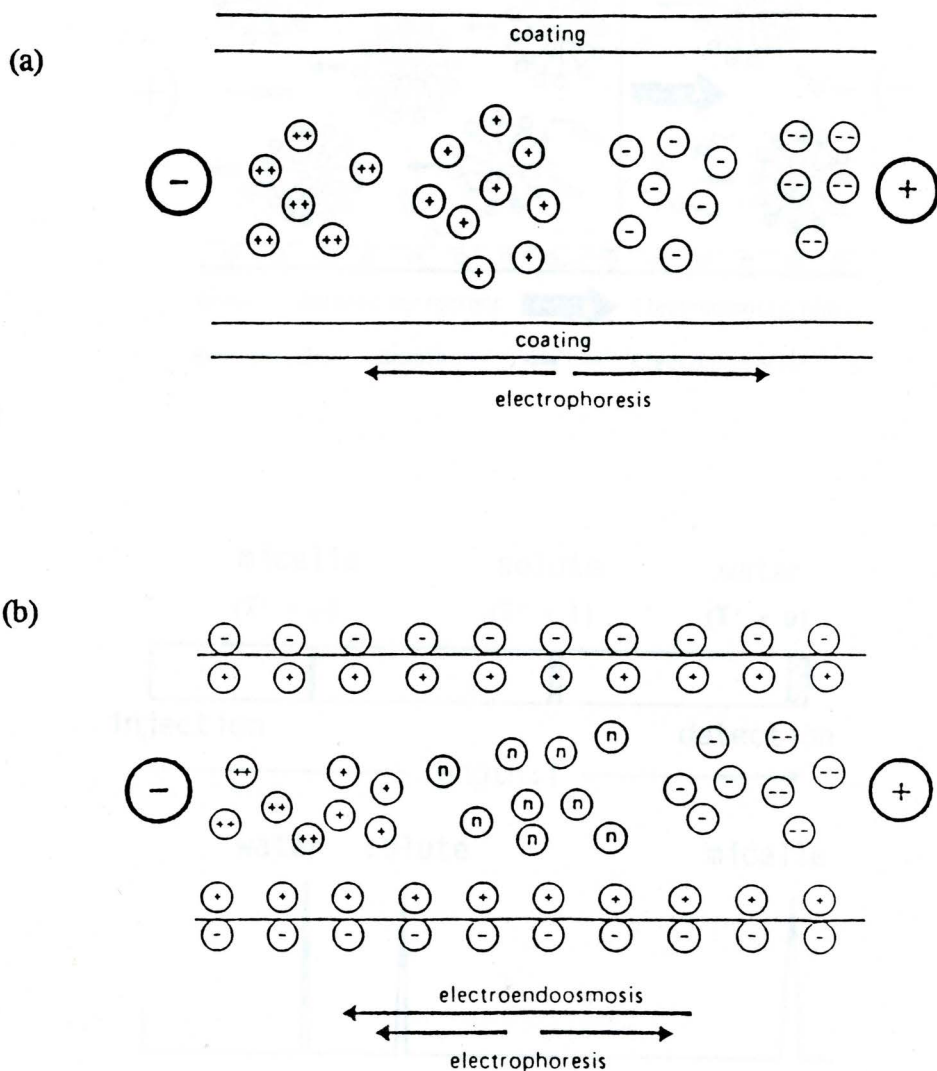 (a)
coating
coating
electrophoresis
(b)
n n n n
n n n n n
electroendoosmosis
electrophoresis